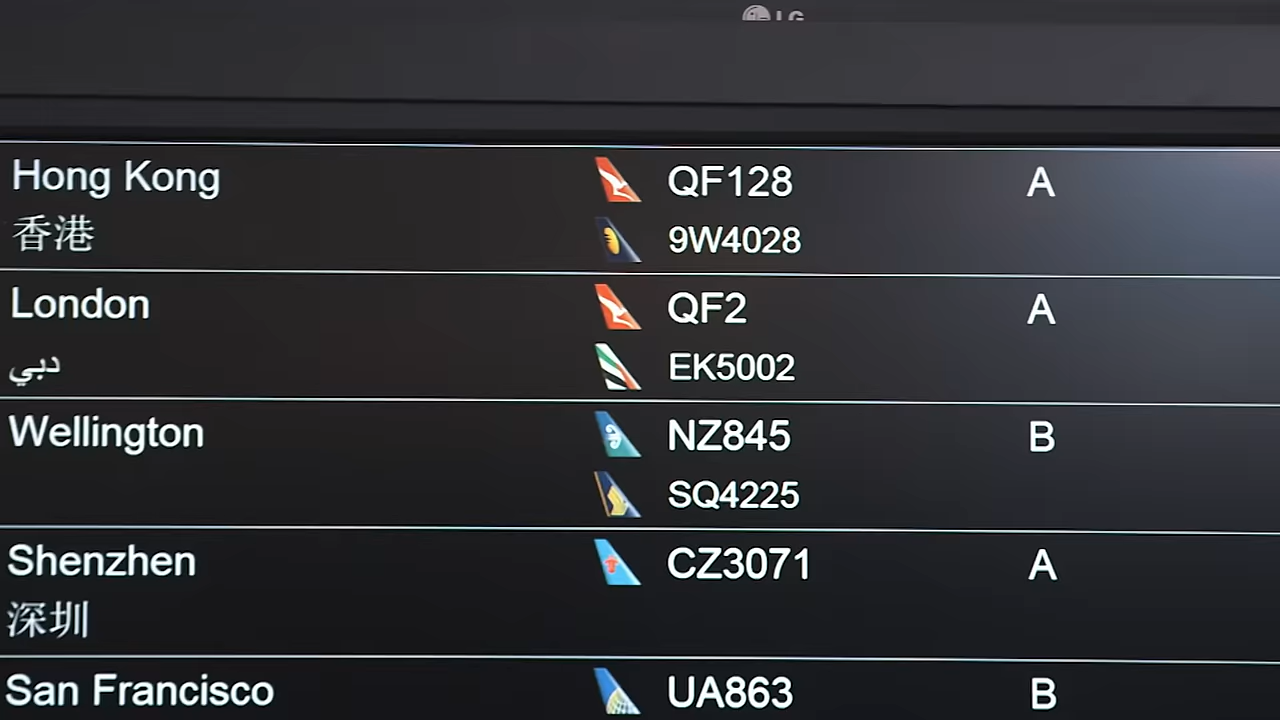 LG
Hong Kong QF128 A
香港 9W4028
London QF2 A
دبي EK5002
Wellington NZ845 B
SQ4225
Shenzhen CZ3071 A
深圳
San Francisco UA863 B